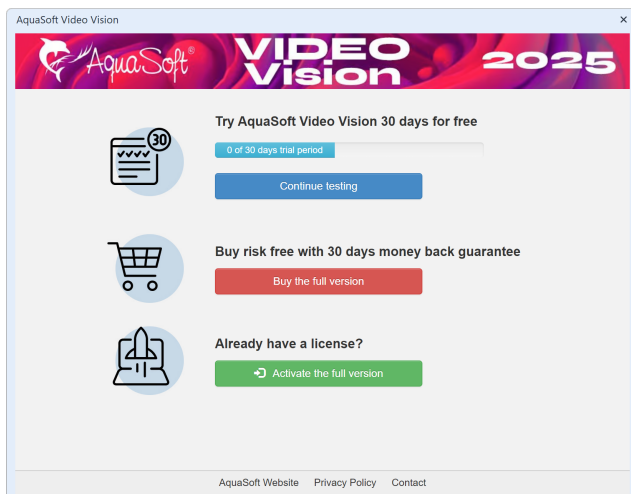 AquaSoft Video Vision
AquaSoft®
VIDEO
Vision
2025
Try AquaSoft Video Vision 30 days for free
30
0 of 30 days trial period
Continue testing
Buy risk free with 30 days money back guarantee
Buy the full version
Already have a license?
Activate the full version
AquaSoft Website Privacy Policy Contact